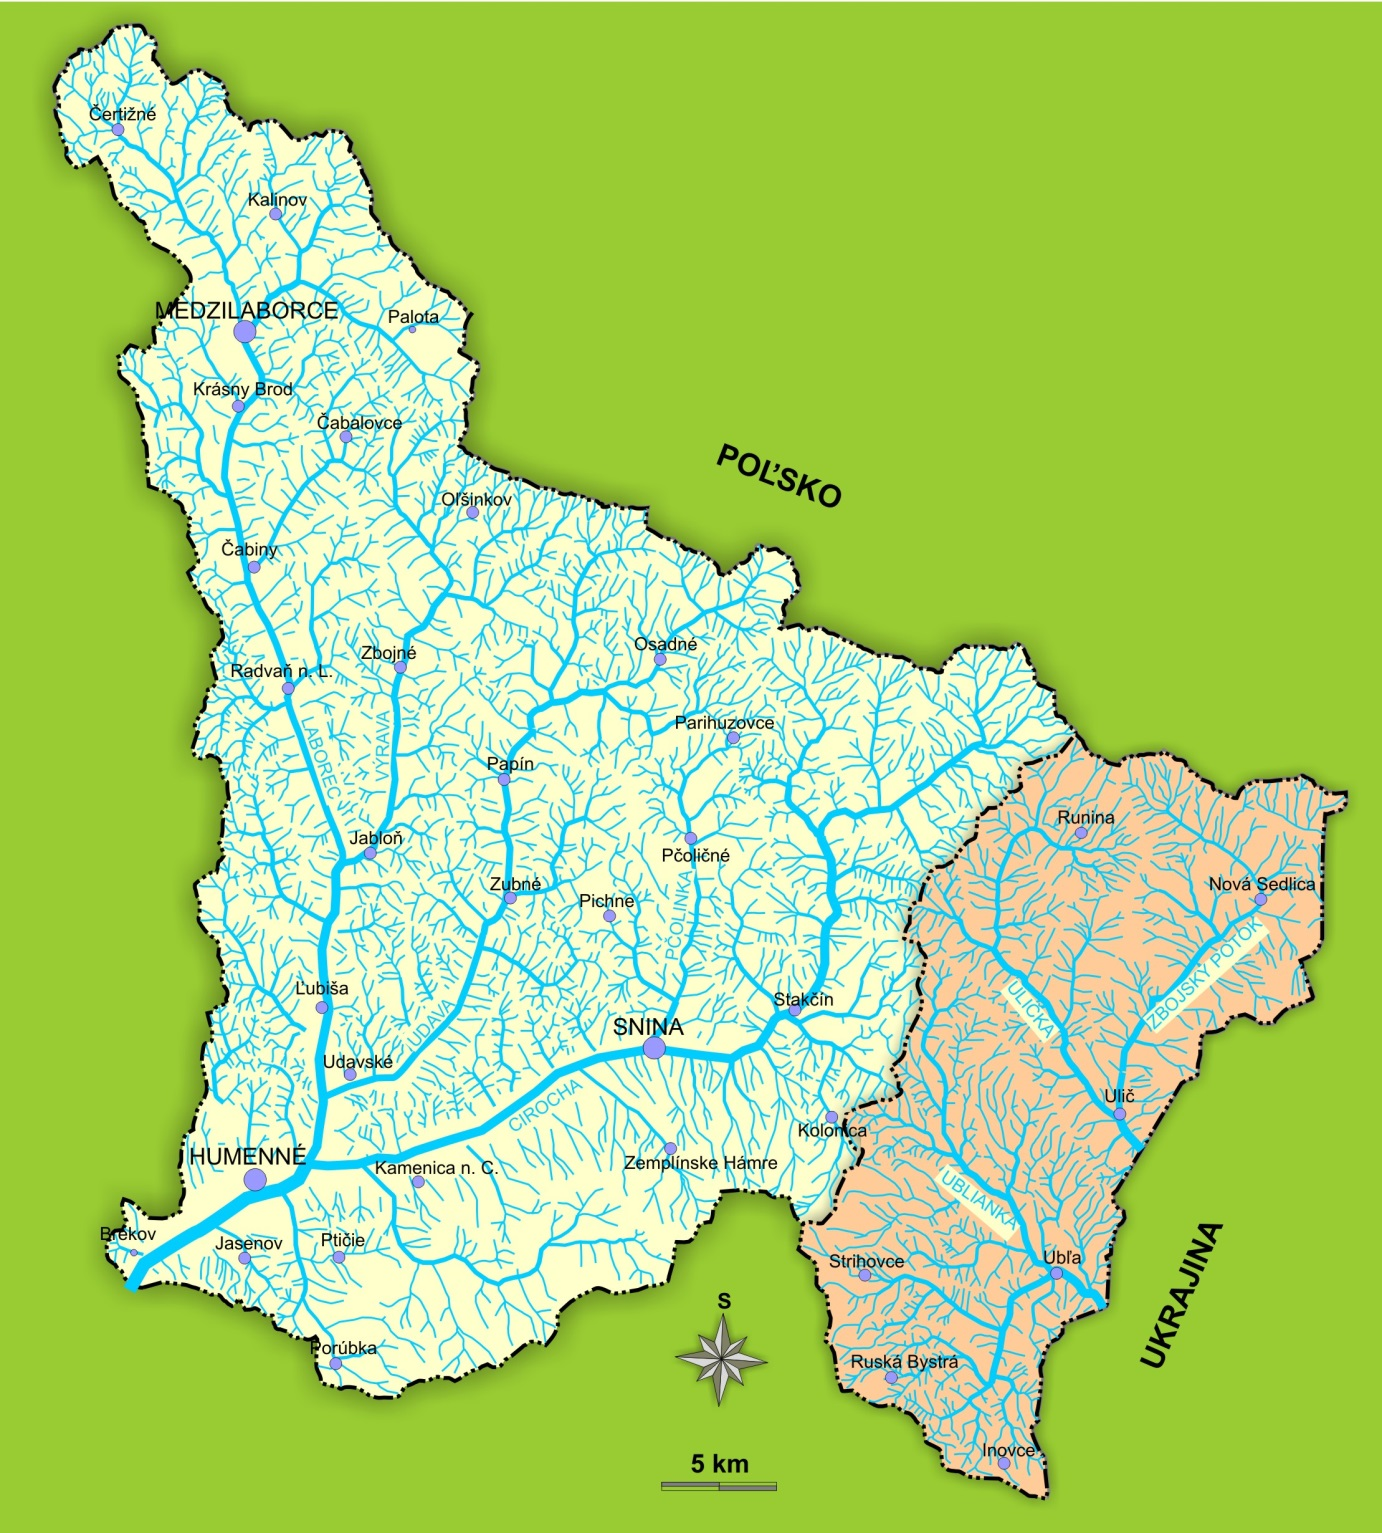 Čertižné
Kalinov
MEDZILABORCE
Palota
Krásny Brod
Čabalovce
POĽSKO
Oľšinkov
Čabiny
Osadné
Zbojné
Radvaň n. L.
LABOREC
VÝRAVA
Parihuzovce
Papín
Runina
Jabloň
Pčoličné
Zubné
Nová Sedlica
Pichne
PČOLINKA
ZBOJSKÝ POTOK
Ľubiša
ULIČKA
Stakčín
UDAVA
SNINA
Udavské
CIROCHA
Ulič
Kolonica
HUMENNÉ
Kamenica n. C.
Zemplínske Hámre
UBLIANKA
Brekov
Jasenov
Ptičie
Strihovce
Ubľa
UKRAJINA
S
Porúbka
Ruská Bystrá
Inovce
5 km